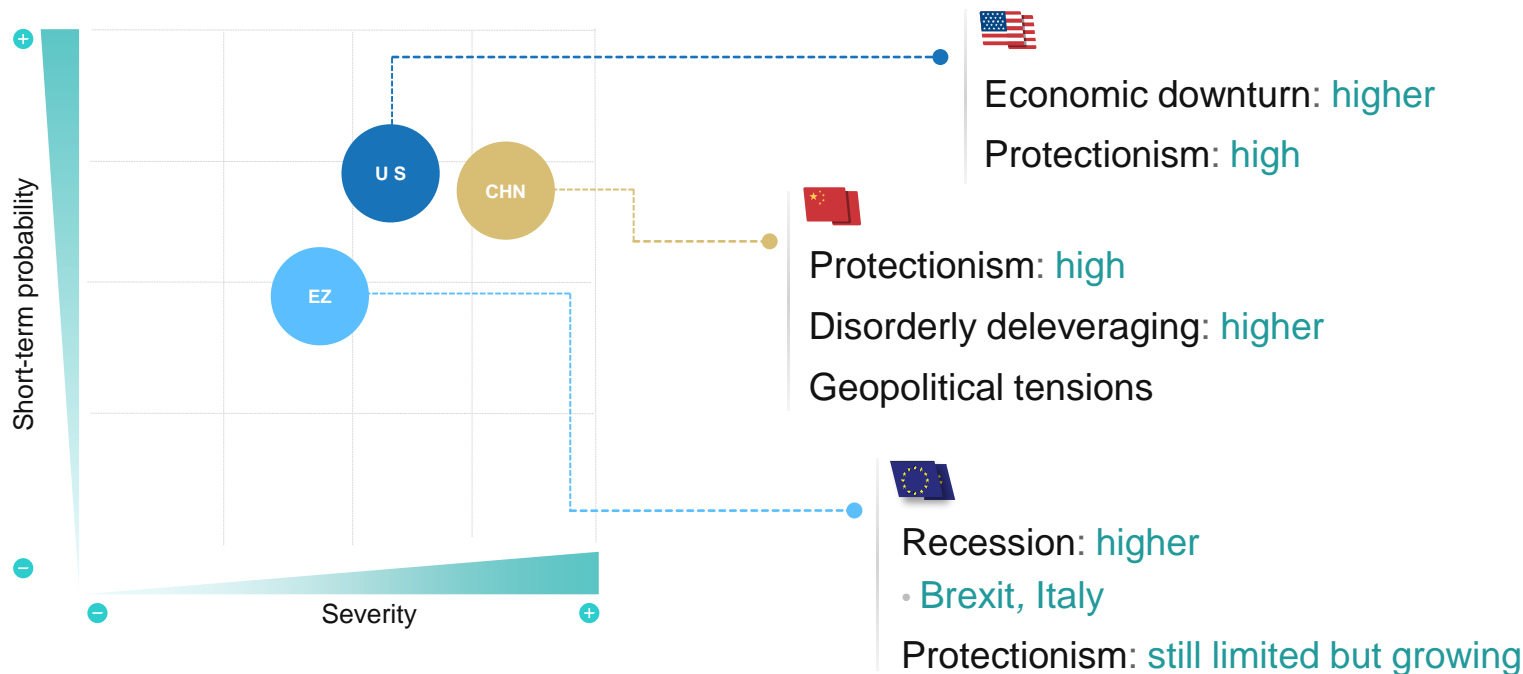 Short-term probability
U S
CHN
EZ
Severity
Economic downturn: higher
Protectionism: high
Protectionism: high
Disorderly deleveraging: higher
Geopolitical tensions
Recession: higher
• Brexit, Italy
Protectionism: still limited but growing